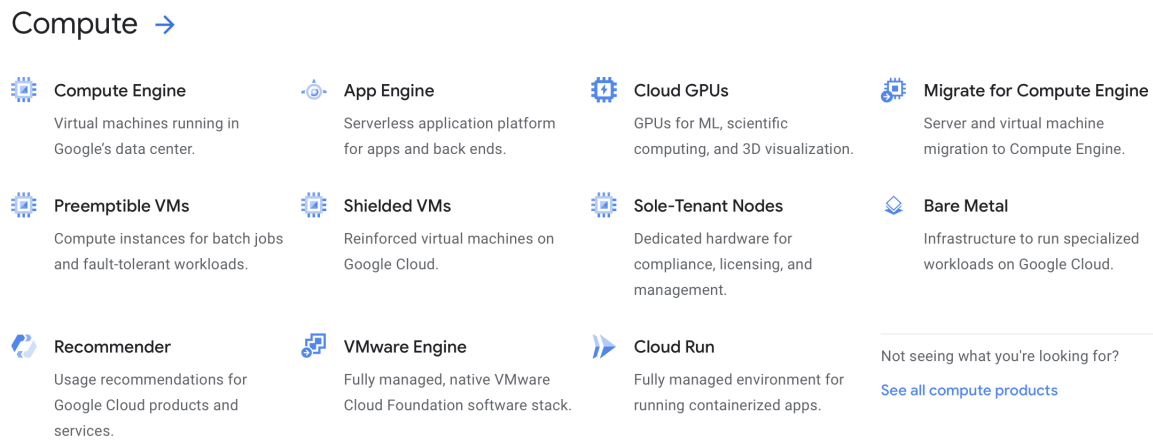 Compute
Compute Engine
Virtual machines running in
Google’s data center.
App Engine
Serverless application platform
for apps and back ends.
Cloud GPUs
GPUs for ML, scientific
computing, and 3D visualization.
Migrate for Compute Engine
Server and virtual machine
migration to Compute Engine.
Preemptible VMs
Compute instances for batch jobs
and fault-tolerant workloads.
Shielded VMs
Reinforced virtual machines on
Google Cloud.
Sole-Tenant Nodes
Dedicated hardware for
compliance, licensing, and
management.
Bare Metal
Infrastructure to run specialized
workloads on Google Cloud.
Recommender
Usage recommendations for
Google Cloud products and
services.
VMware Engine
Fully managed, native VMware
Cloud Foundation software stack.
Cloud Run
Fully managed environment for
running containerized apps.
Not seeing what you're looking for?
See all compute products